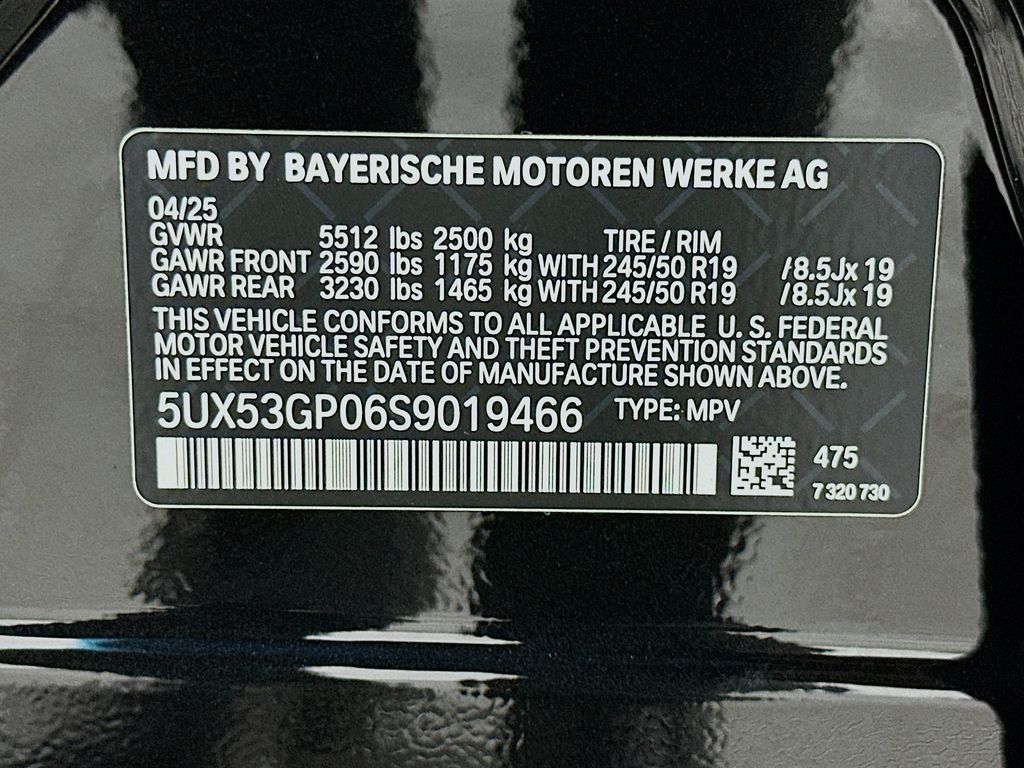 MFD BY BAYERISCHE MOTOREN WERKE AG
04/25
GVWR 5512 lbs 2500 kg TIRE / RIM
GAWR FRONT 2590 lbs 1175 kg WITH 245/50 R19 /8.5Jx 19
GAWR REAR 3230 lbs 1465 kg WITH 245/50 R19 /8.5Jx 19
THIS VEHICLE CONFORMS TO ALL APPLICABLE U. S. FEDERAL
MOTOR VEHICLE SAFETY AND THEFT PREVENTION STANDARDS
IN EFFECT ON THE DATE OF MANUFACTURE SHOWN ABOVE.
5UX53GP06S9019466 TYPE: MPV
475
7 320 730